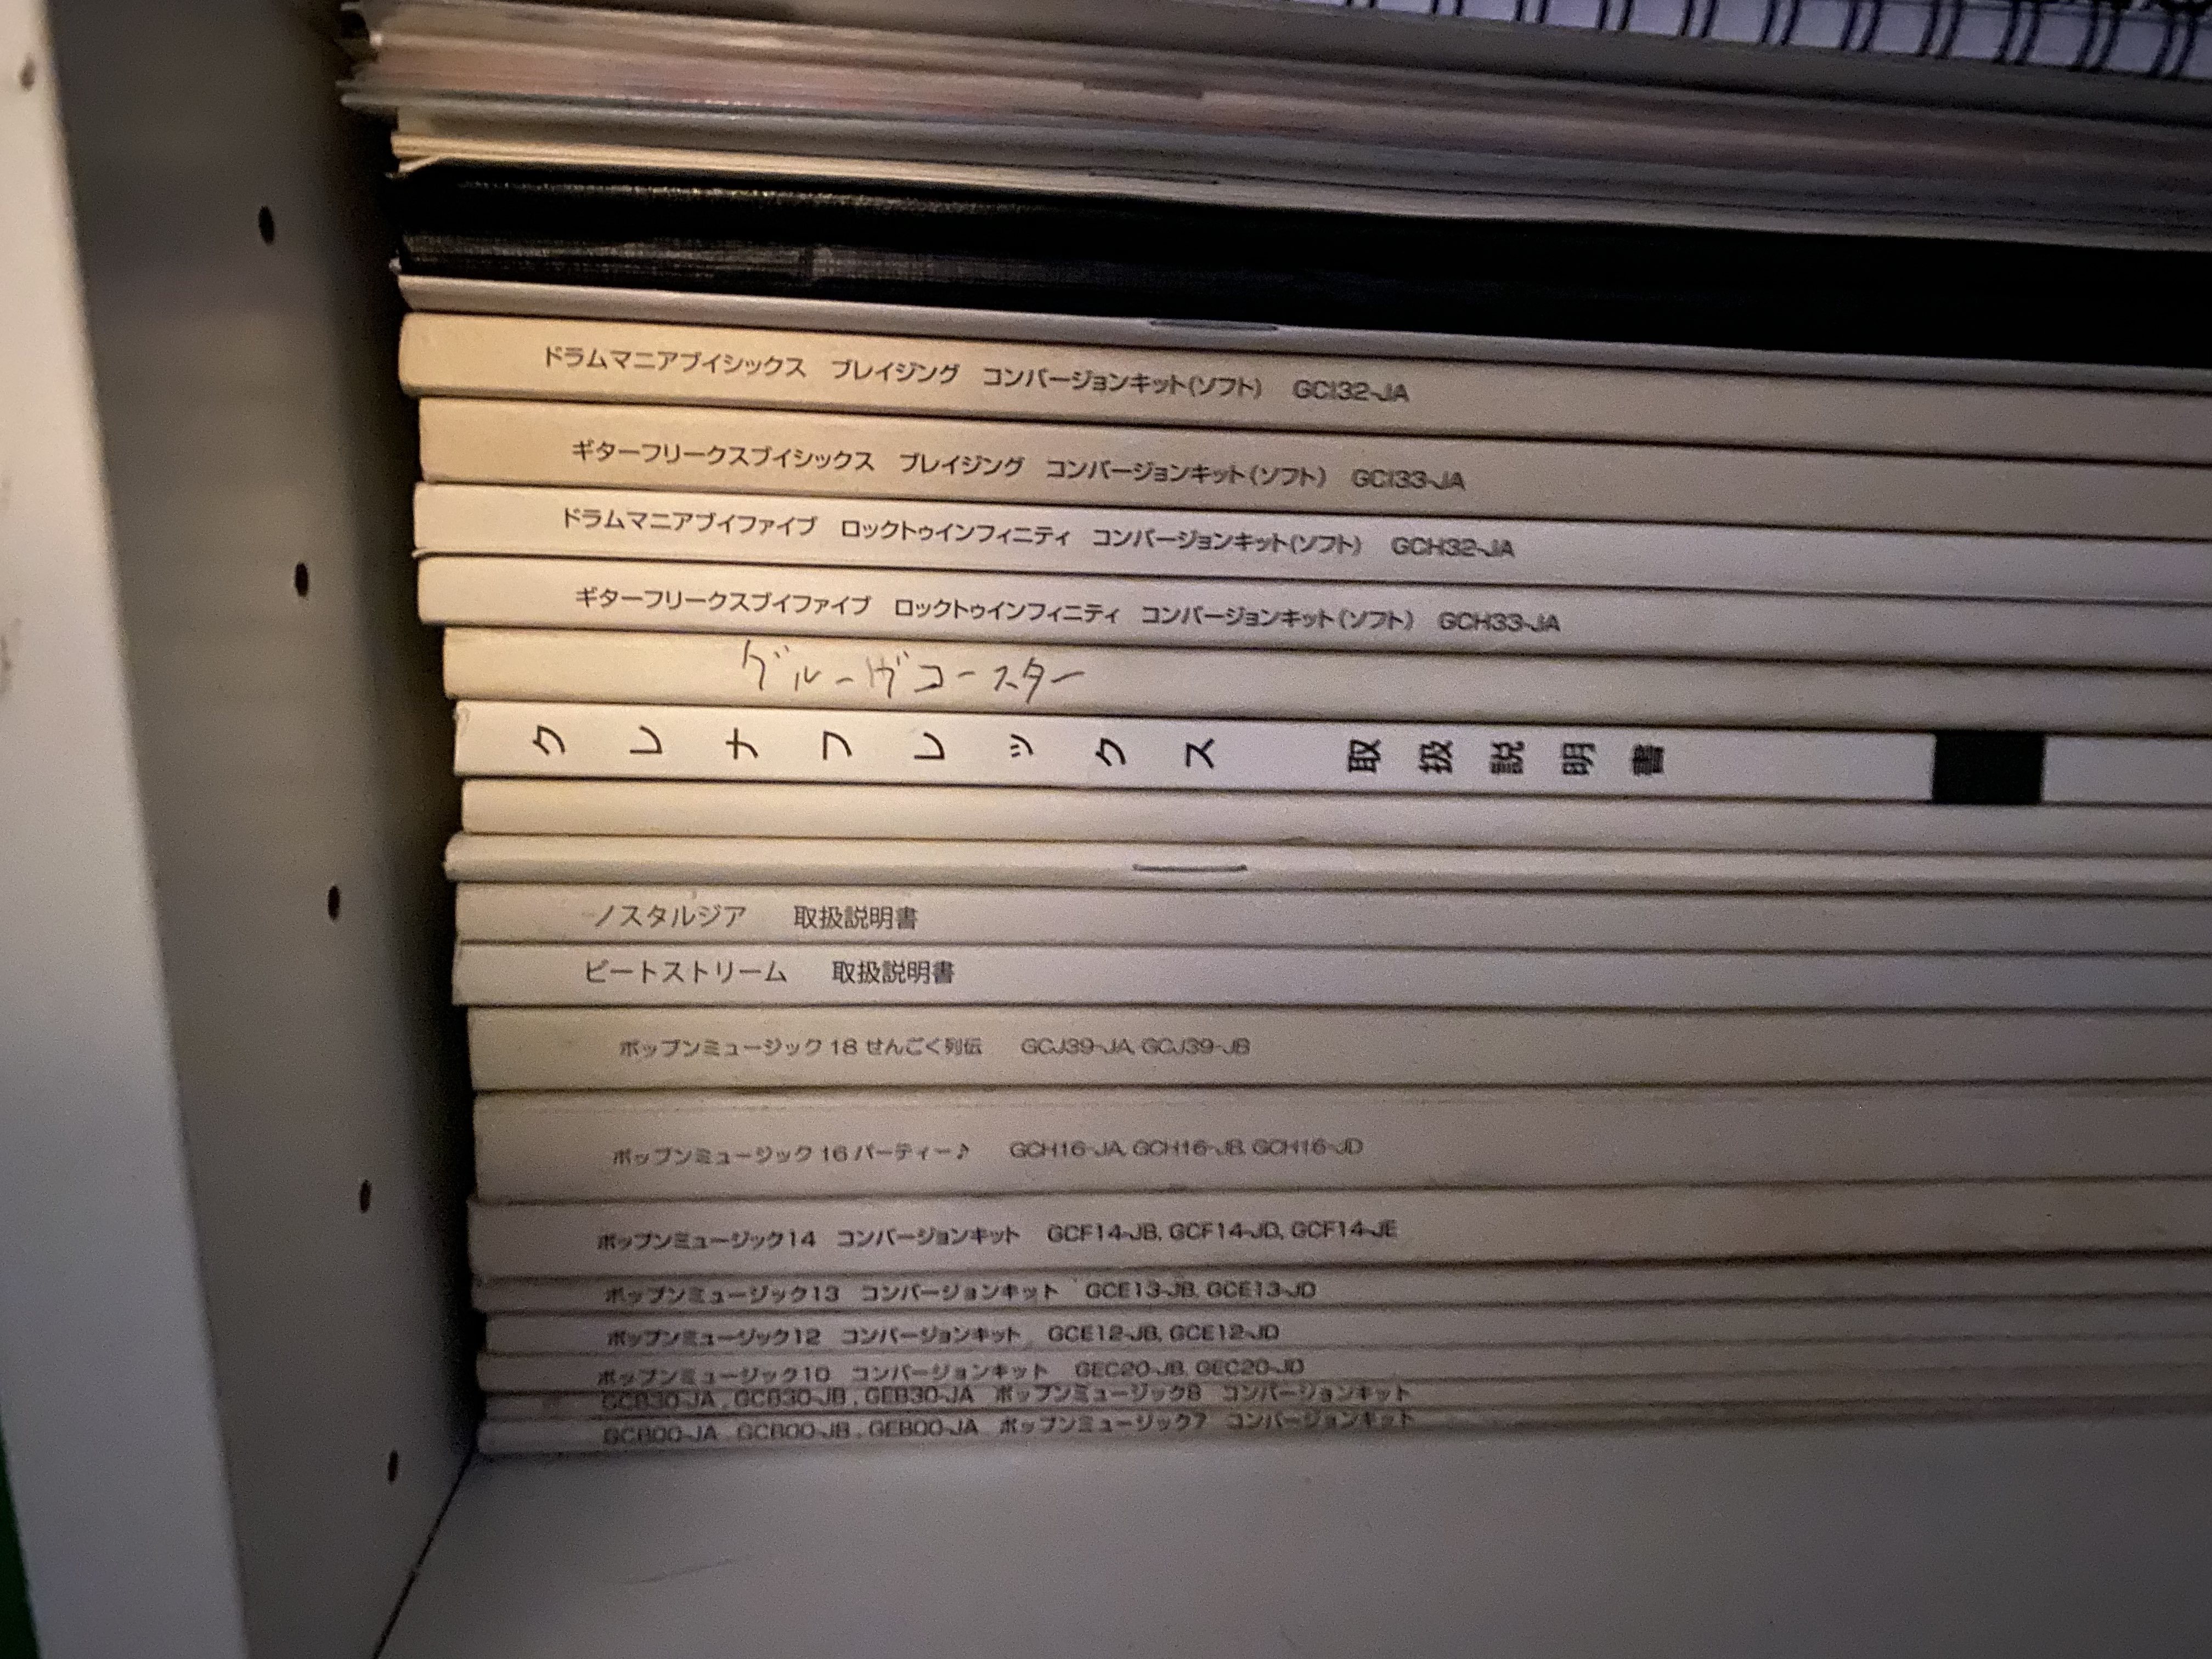 ドラムマニアブイシックス　ブレイジング　コンバージョンキット(ソフト)　GCI32-JA
ギターフリークスブイシックス　ブレイジング　コンバージョンキット(ソフト)　GCI33-JA
ドラムマニアブイファイブ　ロックトゥインフィニティ　コンバージョンキット(ソフト)　GCH32-JA
ギターフリークスブイファイブ　ロックトゥインフィニティ　コンバージョンキット(ソフト)　GCH33-JA
グルーヴコースター
クレナフレックス　取扱説明書
ノスタルジア　取扱説明書
ビートストリーム　取扱説明書
ポップンミュージック 18 せんごく列伝　GCJ39-JA, GCJ39-JB
ポップンミュージック 16 パーティー♪　GCH16-JA, GCH16-JB, GCH16-JD
ポップンミュージック14　コンバージョンキット　GCF14-JB, GCF14-JD, GCF14-JE
ポップンミュージック13　コンバージョンキット　GCE13-JB, GCE13-JD
ポップンミュージック12　コンバージョンキット　GCE12-JB, GCE12-JD
ポップンミュージック10　コンバージョンキット　GEC20-JB, GEC20-JD
GCB30-JA , GCB30-JB , GEB30-JA　ポップンミュージック8　コンバージョンキット
GCB00-JA , GCB00-JB , GEB00-JA　ポップンミュージック7　コンバージョンキット